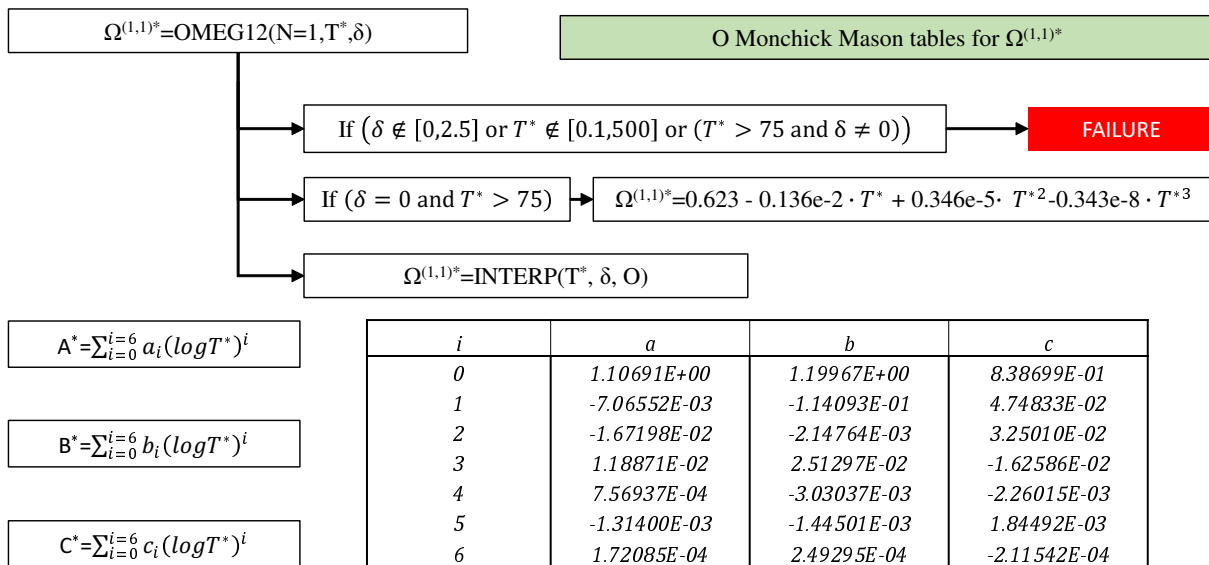 Ω(1,1)*=OMEG12(N=1,T*,δ)
O Monchick Mason tables for Ω(1,1)*
If (δ ∉ [0,2.5] or T* ∉ [0.1,500] or (T* > 75 and δ ≠ 0))
FAILURE
If (δ = 0 and T* > 75)
Ω(1,1)*=0.623 - 0.136e-2 · T* + 0.346e-5· T*2-0.343e-8 · T*3
Ω(1,1)*=INTERP(T*, δ, O)
A*=∑i=0i=6 ai(logT*)i
B*=∑i=0i=6 bi(logT*)i
C*=∑i=0i=6 ci(logT*)i
i a b c
0 1.10691E+00 1.19967E+00 8.38699E-01
1 -7.06552E-03 -1.14093E-01 4.74833E-02
2 -1.67198E-02 -2.14764E-03 3.25010E-02
3 1.18871E-02 2.51297E-02 -1.62586E-02
4 7.56937E-04 -3.03037E-03 -2.26015E-03
5 -1.31400E-03 -1.44501E-03 1.84492E-03
6 1.72085E-04 2.49295E-04 -2.11542E-04